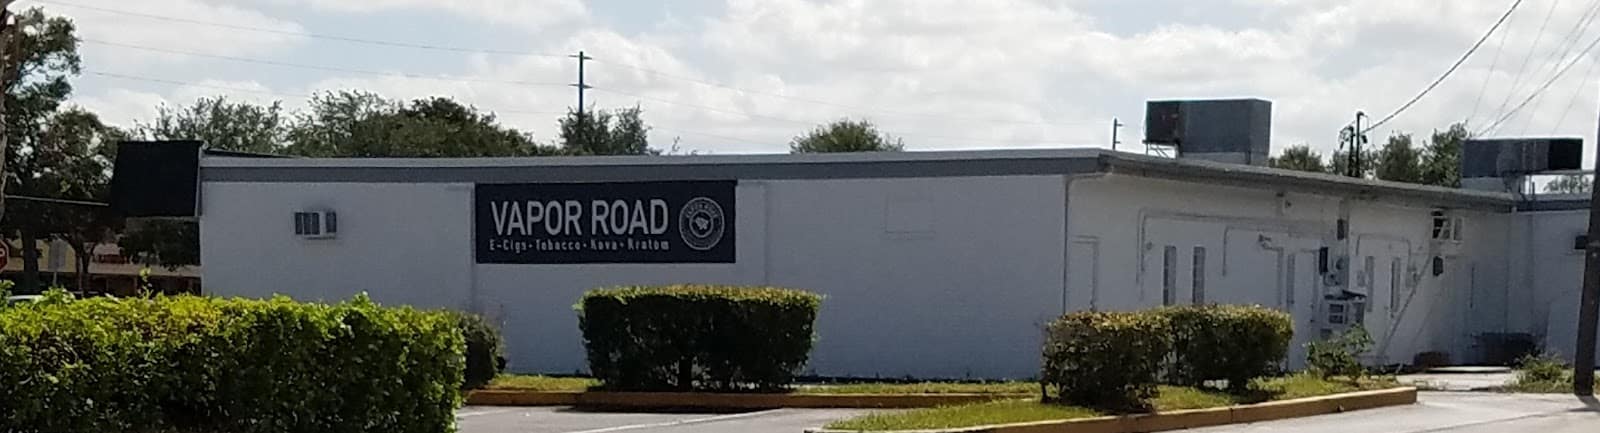 VAPOR ROAD
E-Cigs • Tobacco • Kava • Kratom